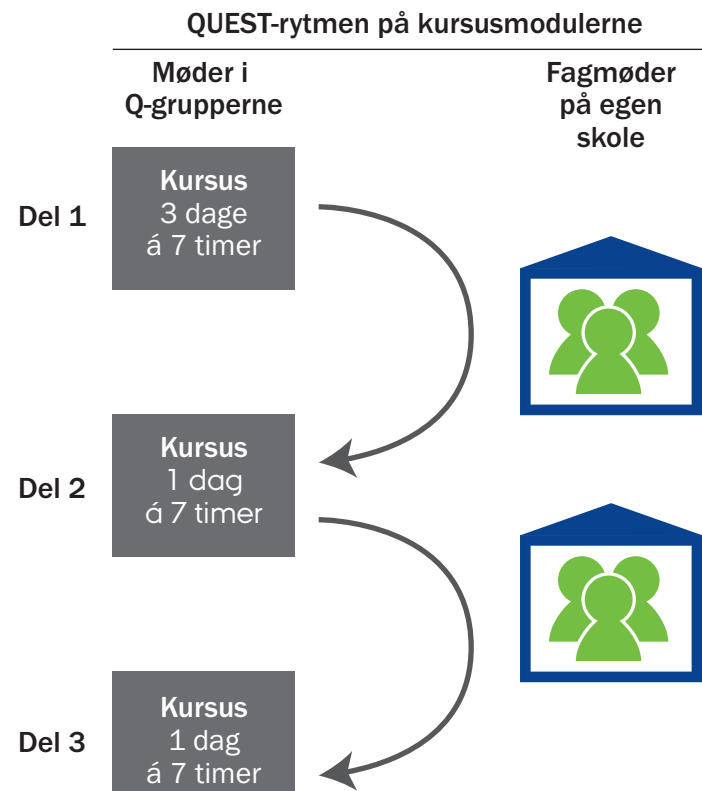 QUEST-rytmen på kursusmodulerne
Møder i
Q-grupperne
Fagmøder
på egen
skole
Del 1
Kursus
3 dage
á 7 timer
Del 2
Kursus
1 dag
á 7 timer
Del 3
Kursus
1 dag
á 7 timer